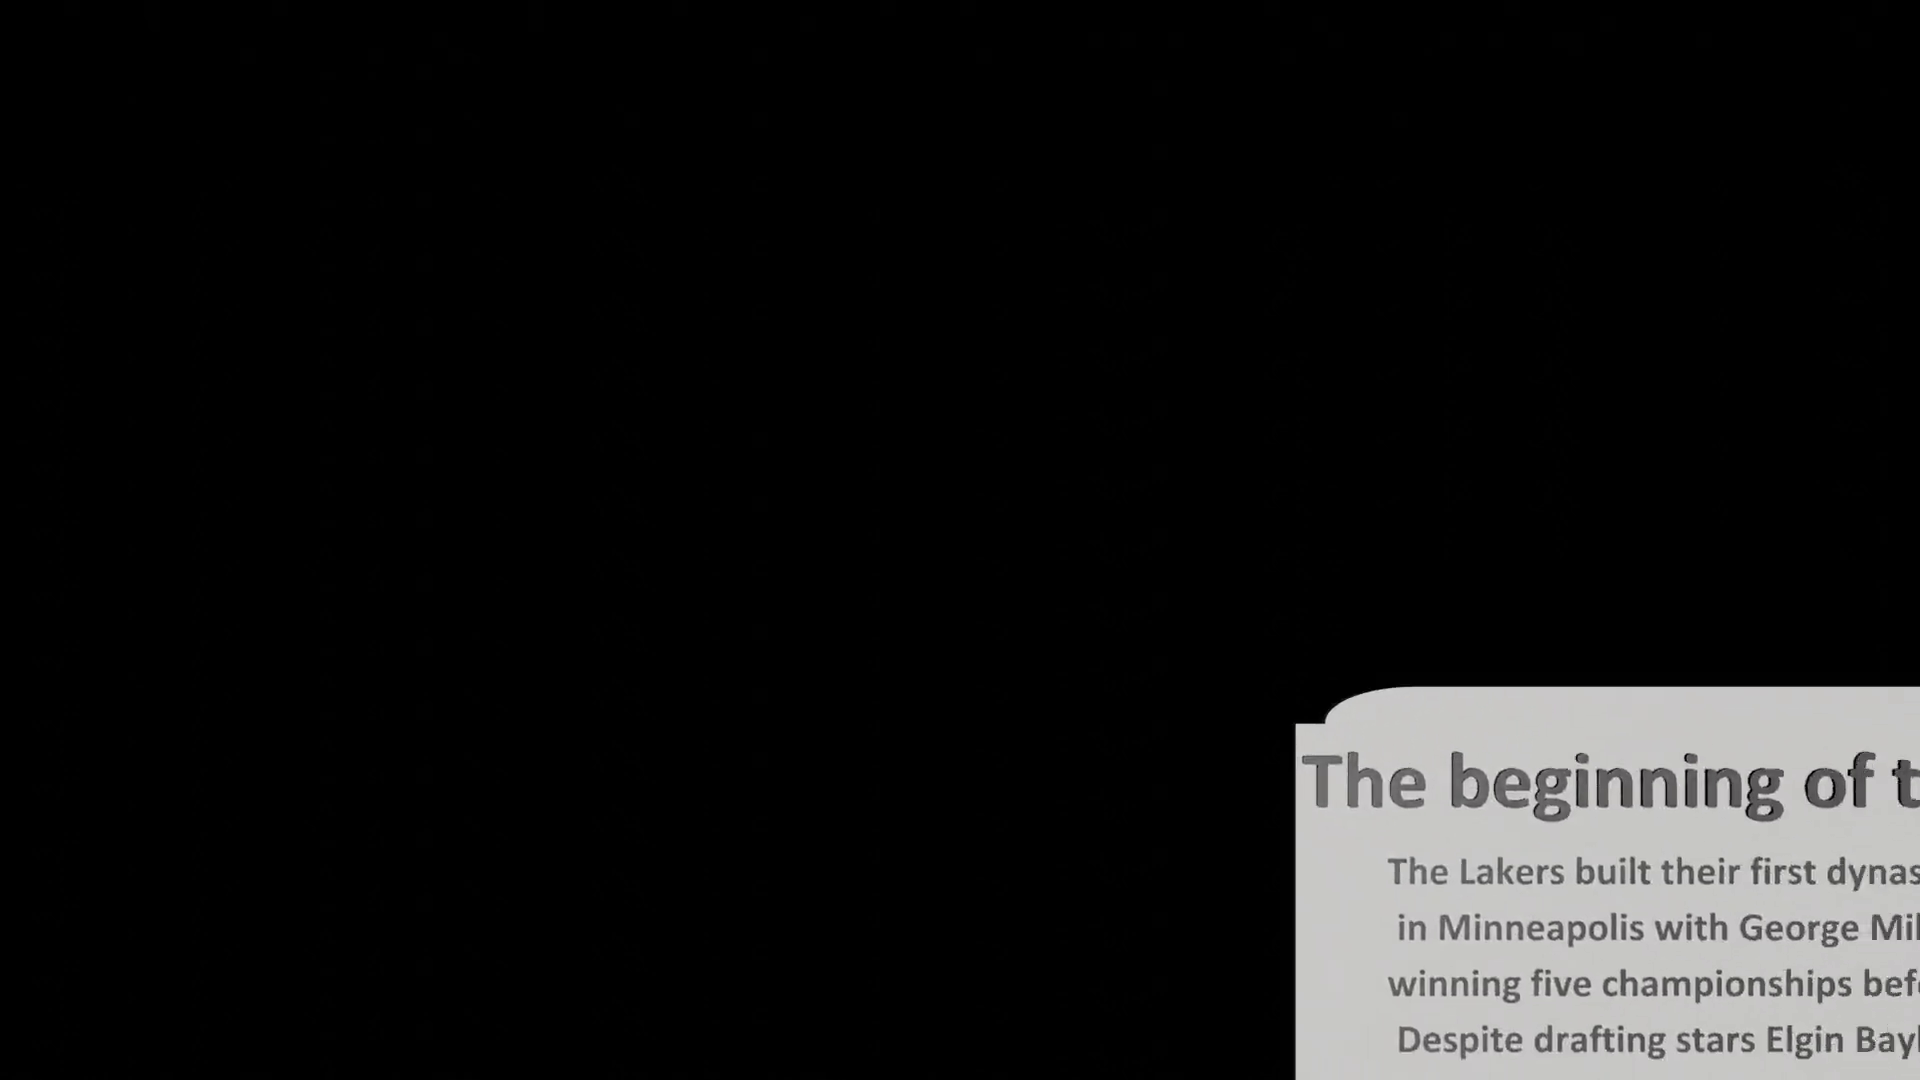 The beginning of
The Lakers built their first
in Minneapolis with George
winning five championships
Despite drafting stars Elgin